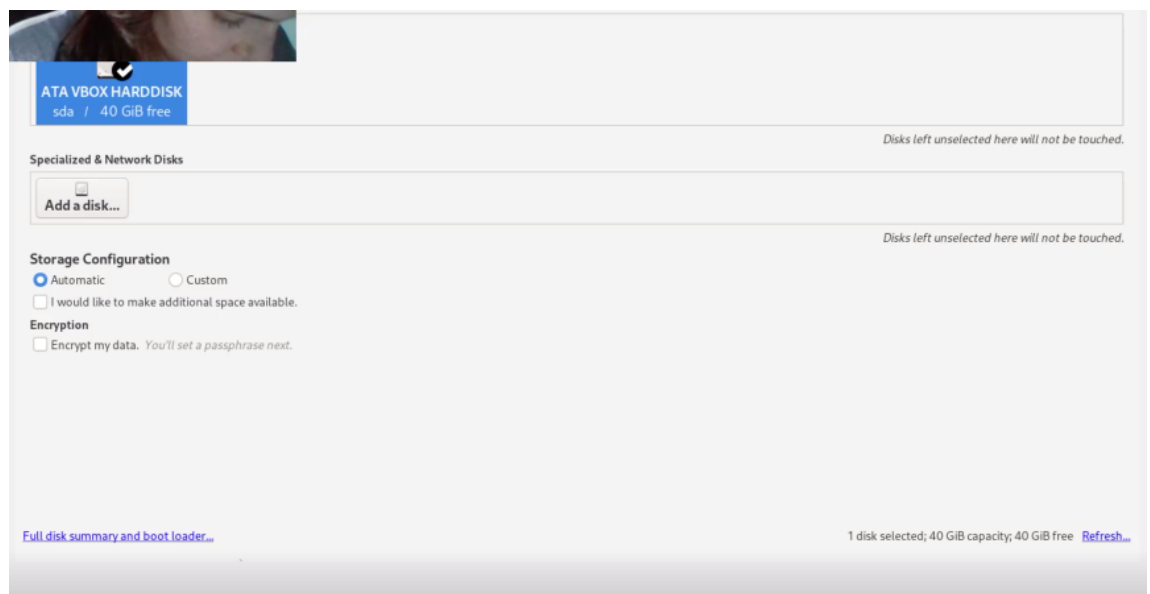 ATA VBOX HARDDISK
sda / 40 GiB free
Disks left unselected here will not be touched.
Specialized & Network Disks
Add a disk...
Disks left unselected here will not be touched.
Storage Configuration
Automatic Custom
I would like to make additional space available.
Encryption
Encrypt my data. You'll set a passphrase next.
Full disk summary and boot loader... 1 disk selected; 40 GiB capacity; 40 GiB free Refresh...